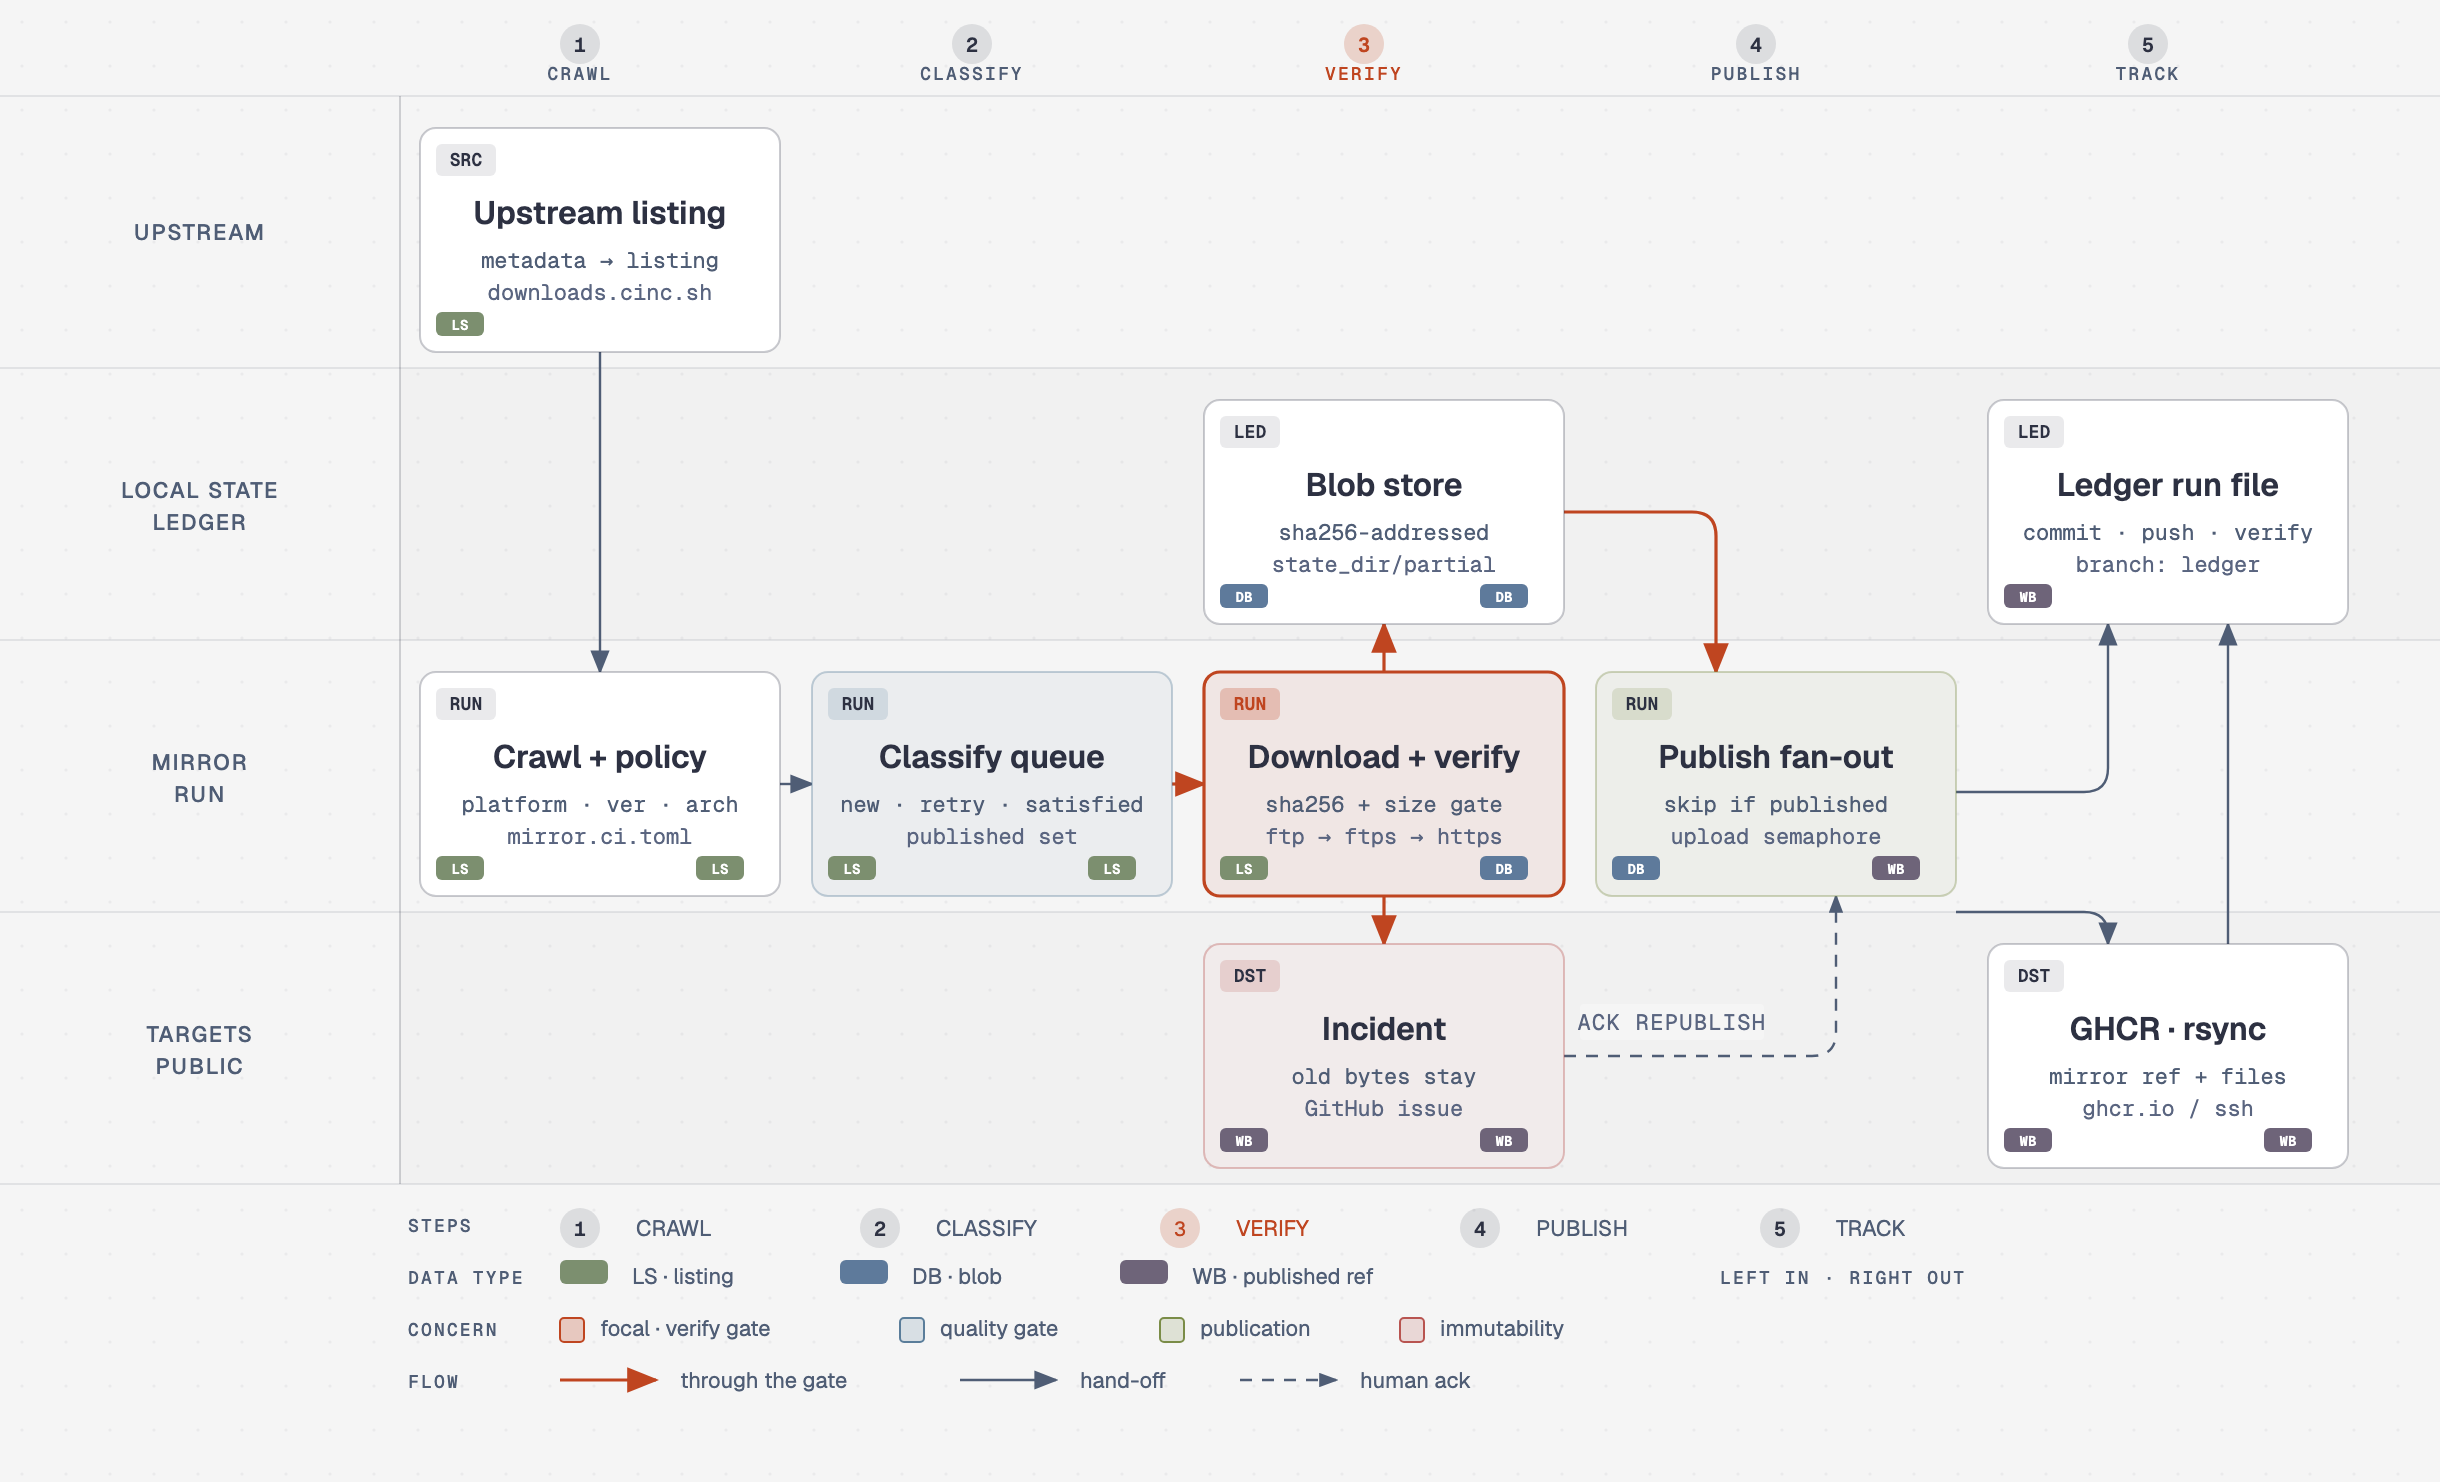 1
CRAWL
2
CLASSIFY
3
VERIFY
4
PUBLISH
5
TRACK
UPSTREAM
SRC
Upstream listing
metadata → listing
downloads.cinc.sh
LS
LOCAL STATE
LEDGER
LED
Blob store
sha256-addressed
state_dir/partial
DB
DB
LED
Ledger run file
commit · push · verify
branch: ledger
WB
MIRROR
RUN
RUN
Crawl + policy
platform · ver · arch
mirror.ci.toml
LS
LS
RUN
Classify queue
new · retry · satisfied
published set
LS
LS
RUN
Download + verify
sha256 + size gate
ftp → ftps → https
LS
DB
RUN
Publish fan-out
skip if published
upload semaphore
DB
WB
TARGETS
PUBLIC
DST
Incident
old bytes stay
GitHub issue
WB
WB
ACK REPUBLISH
DST
GHCR · rsync
mirror ref + files
ghcr.io / ssh
WB
WB
STEPS
1 CRAWL
2 CLASSIFY
3 VERIFY
4 PUBLISH
5 TRACK
DATA TYPE
LS · listing
DB · blob
WB · published ref
LEFT IN · RIGHT OUT
CONCERN
focal · verify gate
quality gate
publication
immutability
FLOW
through the gate
hand-off
human ack